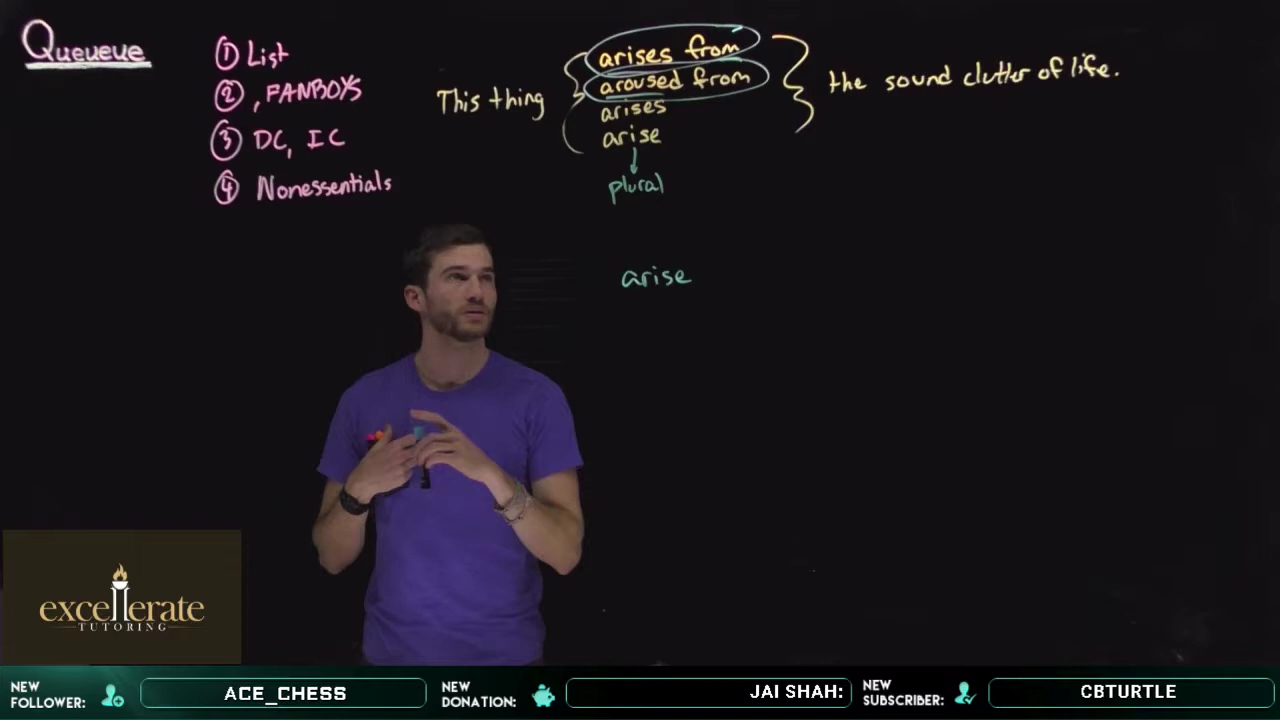 Queueue
① List
② , FANBOYS
③ DC, IC
④ Nonessentials
This thing
arises from
aroused from
arises
arise
plural
the sound clutter of life.
arise
excellerate
TUTORING
NEW FOLLOWER:
ACE_CHESS
NEW DONATION:
JAI SHAH:
NEW SUBSCRIBER:
CBTURTLE